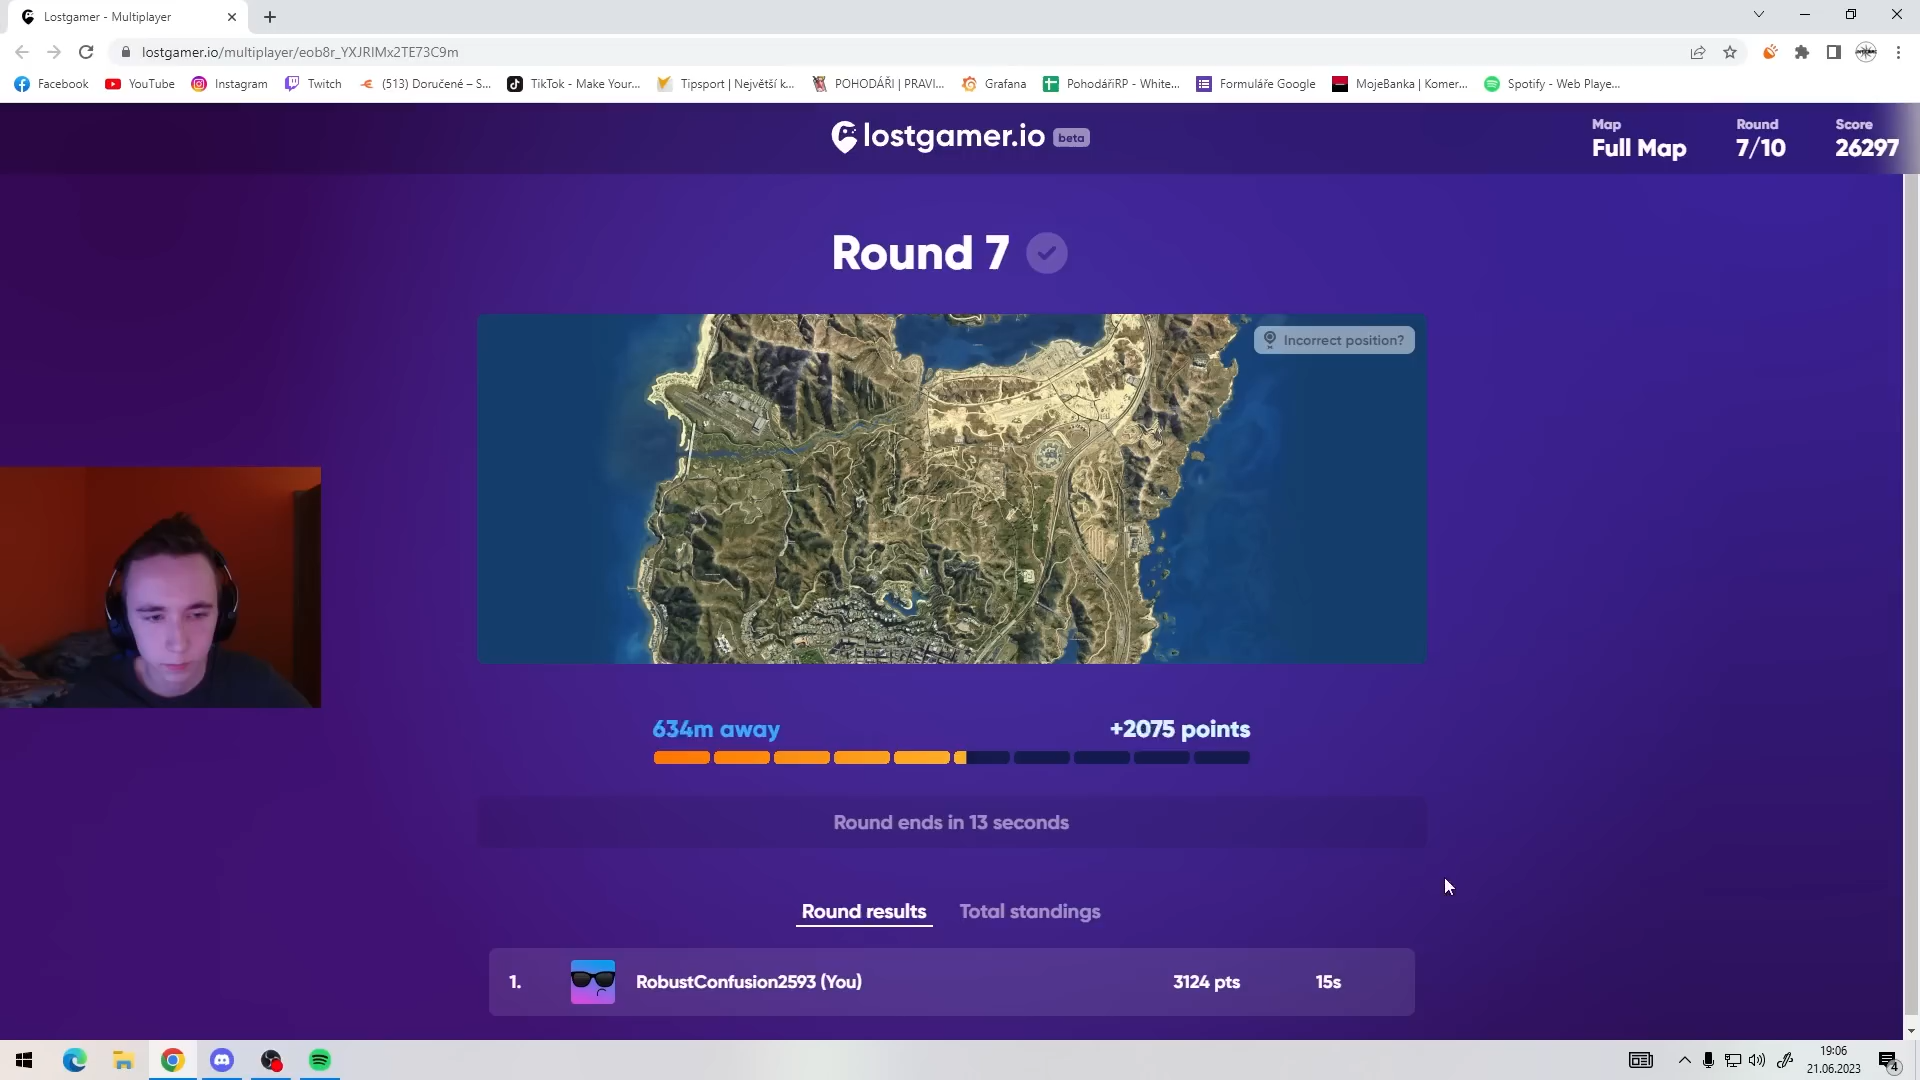 Lostgamer - Multiplayer
lostgamer.io/multiplayer/eob8r_YXJRIMx2TE73C9m
Facebook
YouTube
Instagram
Twitch
(513) Doručené – S...
TikTok - Make Your...
Tipsport | Největší k...
POHODÁŘI | PRAVI...
Grafana
PohodářiRP - White...
Formuláře Google
MojeBanka | Komer...
Spotify - Web Playe...
lostgamer.io beta
Map
Full Map
Round
7/10
Score
26297
Round 7
Incorrect position?
634m away
+2075 points
Round ends in 13 seconds
Round results
Total standings
1.
RobustConfusion2593 (You)
3124 pts
15s
19:06
21.06.2023
4